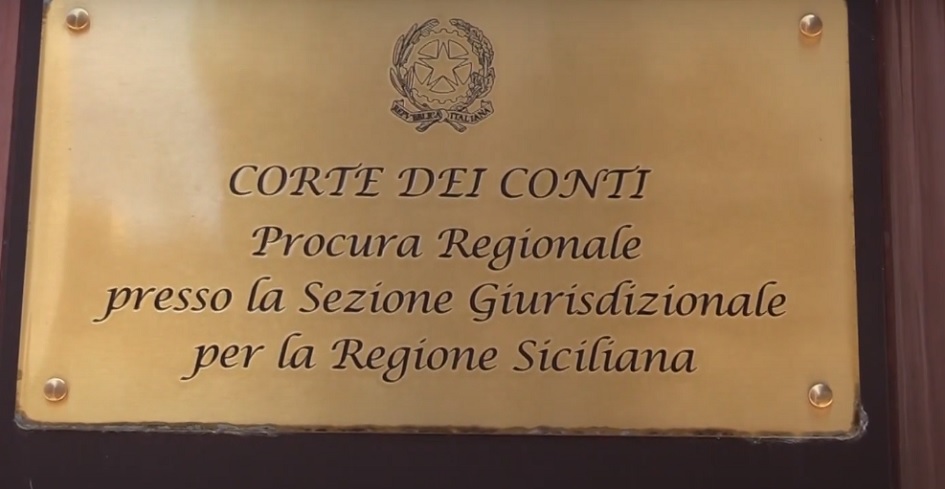 REPVBBLICA ITALIANA
CORTE DEI CONTI
Procura Regionale
presso la Sezione Giurisdizionale
per la Regione Siciliana